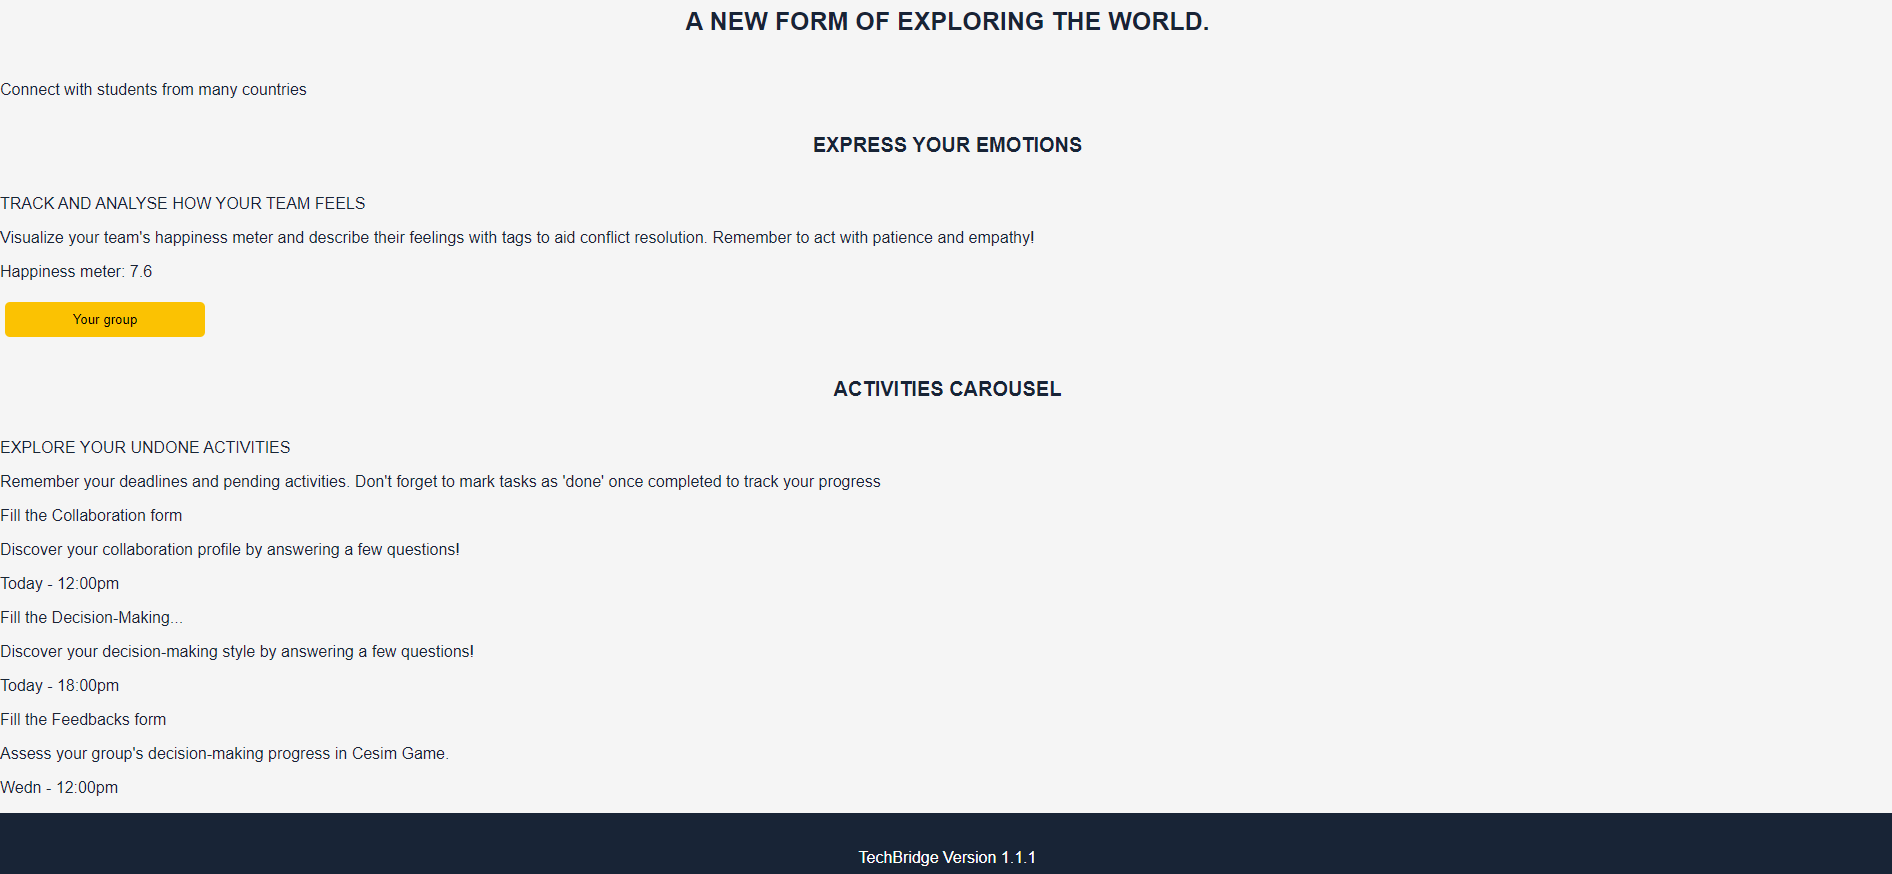 A NEW FORM OF EXPLORING THE WORLD.
Connect with students from many countries
EXPRESS YOUR EMOTIONS
TRACK AND ANALYSE HOW YOUR TEAM FEELS
Visualize your team's happiness meter and describe their feelings with tags to aid conflict resolution. Remember to act with patience and empathy!
Happiness meter: 7.6
Your group
ACTIVITIES CAROUSEL
EXPLORE YOUR UNDONE ACTIVITIES
Remember your deadlines and pending activities. Don't forget to mark tasks as 'done' once completed to track your progress
Fill the Collaboration form
Discover your collaboration profile by answering a few questions!
Today - 12:00pm
Fill the Decision-Making...
Discover your decision-making style by answering a few questions!
Today - 18:00pm
Fill the Feedbacks form
Assess your group's decision-making progress in Cesim Game.
Wedn - 12:00pm
TechBridge Version 1.1.1